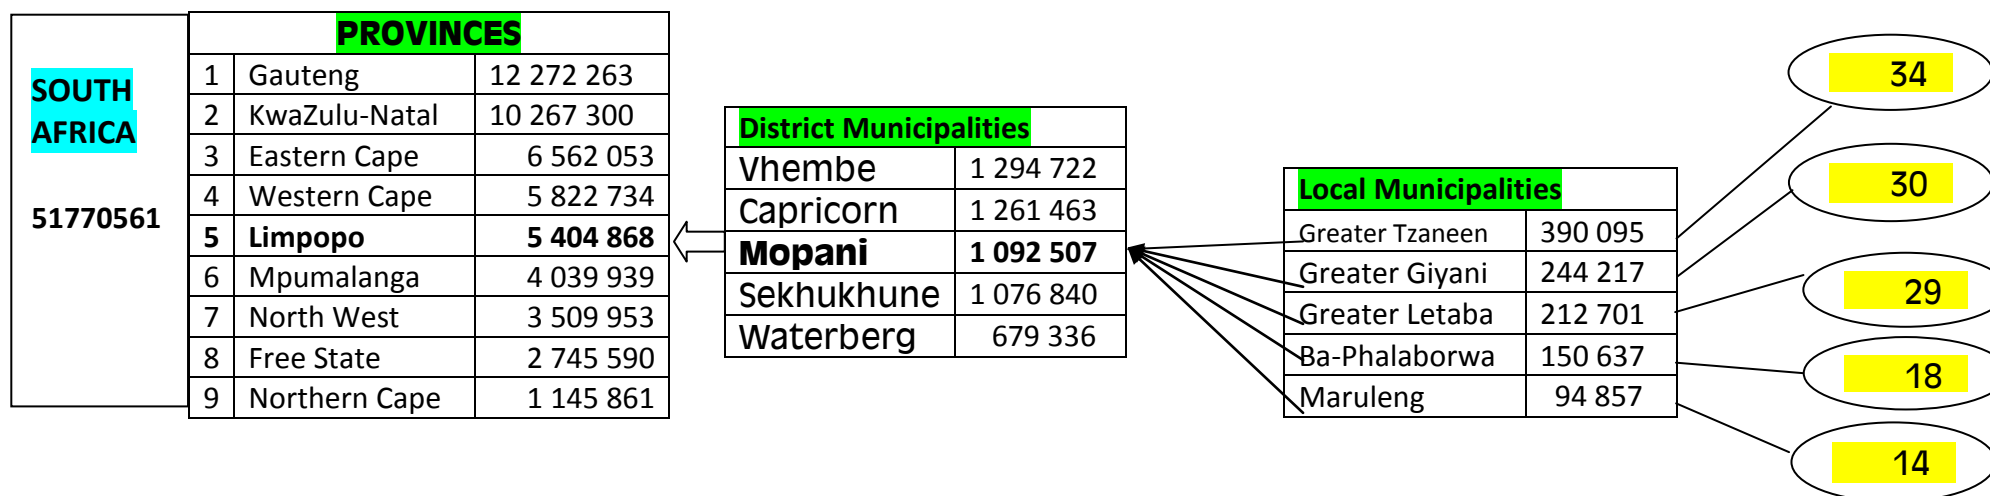 SOUTH
AFRICA
51770561
PROVINCES
1 Gauteng 12 272 263
2 KwaZulu-Natal 10 267 300
3 Eastern Cape 6 562 053
4 Western Cape 5 822 734
5 Limpopo 5 404 868
6 Mpumalanga 4 039 939
7 North West 3 509 953
8 Free State 2 745 590
9 Northern Cape 1 145 861
District Municipalities
Vhembe 1 294 722
Capricorn 1 261 463
Mopani 1 092 507
Sekhukhune 1 076 840
Waterberg 679 336
Local Municipalities
Greater Tzaneen 390 095
Greater Giyani 244 217
Greater Letaba 212 701
Ba-Phalaborwa 150 637
Maruleng 94 857
34
30
29
18
14